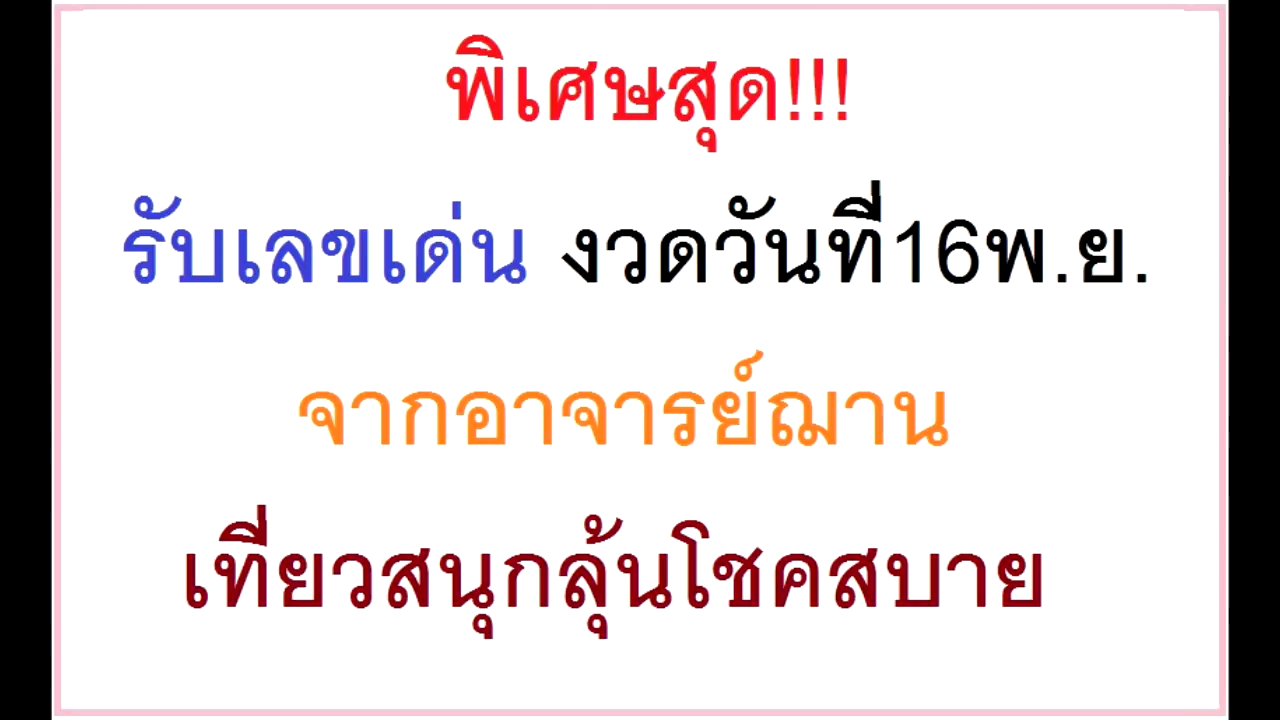 พิเศษสุด!!!
รับเลขเด่น งวดวันที่16พ.ย.
จากอาจารย์ฌาน
เที่ยวสนุกลุ้นโชคสบาย